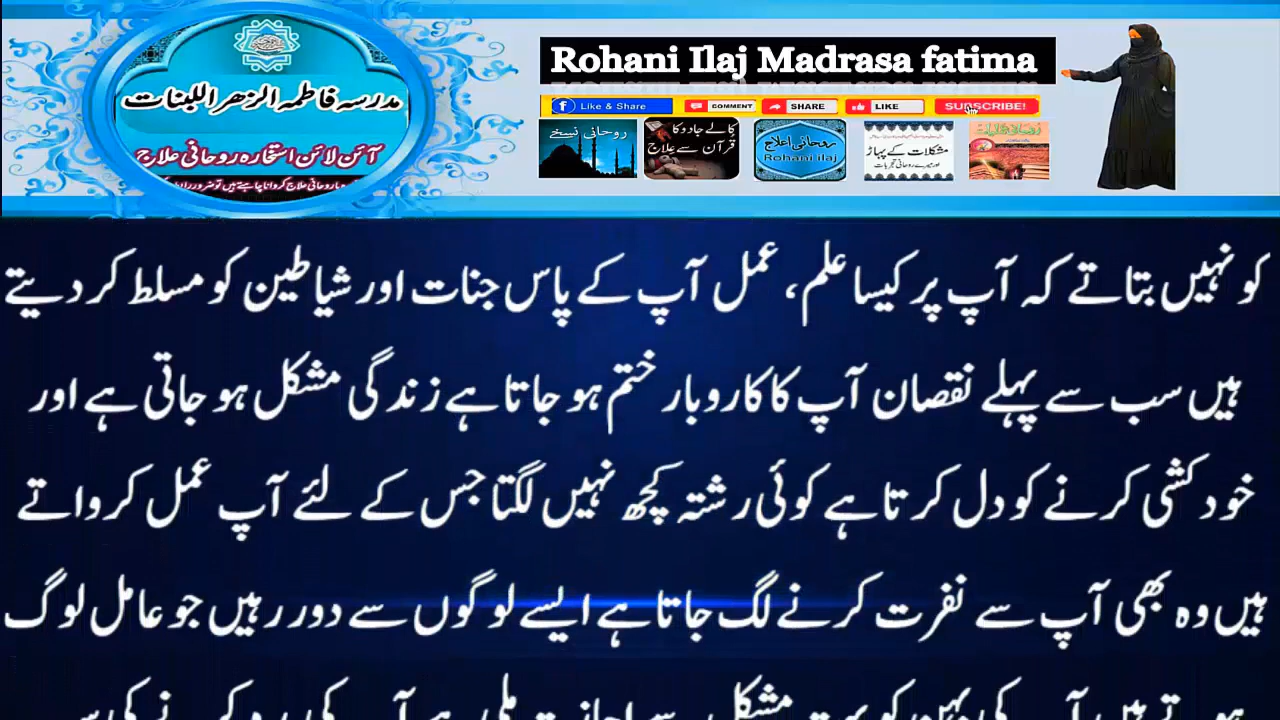 مدرسہ فاطمہ الزہرا للبنات
آئن لائن استخارہ روحانی علاج
Rohani Ilaj Madrasa fatima
Like & Share
COMMENT
SHARE
LIKE
SUBSCRIBE!
روحانی نسخے
کالے جادو کا
قرآن سے علاج
روحانی اعلاج
Rohani ilaj
مشکلات کے پہاڑ
کو نہیں بتاتے کہ آپ پر کیسا علم، عمل آپ کے پاس جنات اور شیاطین کو مسلط کر دیتے
ہیں سب سے پہلے نقصان آپ کا کاروبار ختم ہو جاتا ہے زندگی مشکل ہو جاتی ہے اور
خود کشی کرنے کو دل کرتا ہے کوئی رشتہ کچھ نہیں لگتا جس کے لئے آپ عمل کرواتے
ہیں وہ بھی آپ سے نفرت کرنے لگ جاتا ہے ایسے لوگوں سے دور رہیں جو عامل لوگ